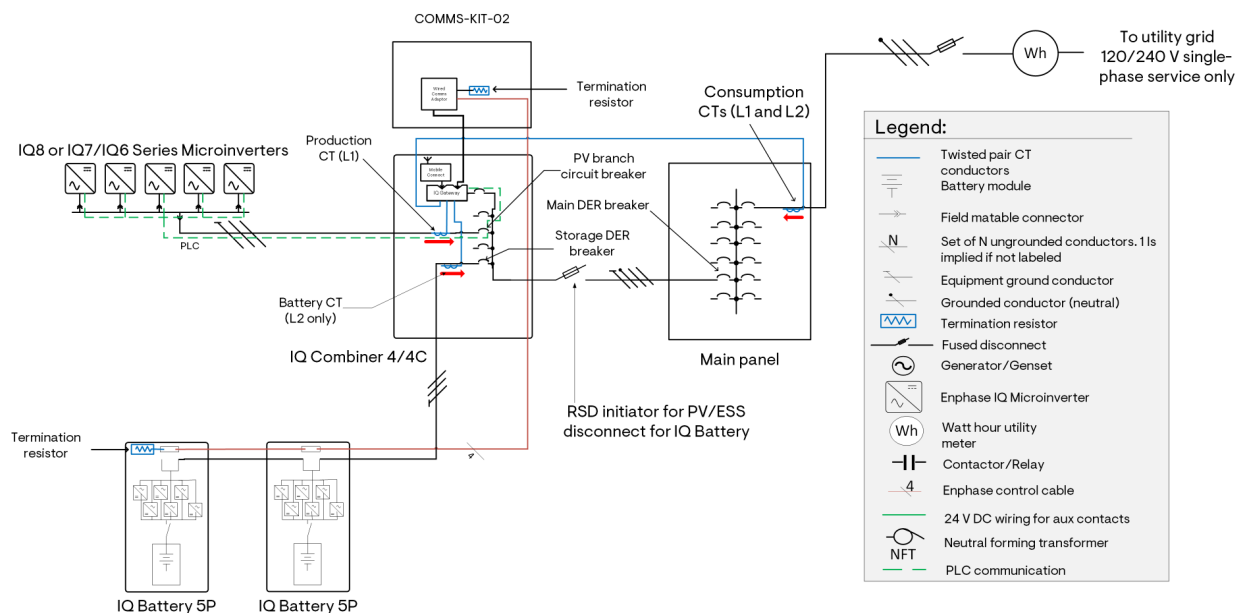 COMMS-KIT-02
To utility grid
120/240 V single-
phase service only
Wh
Wired
Comms
Adaptor
Termination
resistor
Consumption
CTs (L1 and L2)
Production
CT (L1)
IQ8 or IQ7/IQ6 Series Microinverters
Mobile
Connect
IQ Gateway
PV branch
circuit breaker
Main DER breaker
Storage DER
breaker
PLC
Battery CT
(L2 only)
IQ Combiner 4/4C
Main panel
RSD initiator for PV/ESS
disconnect for IQ Battery
Termination
resistor
4
IQ Battery 5P
IQ Battery 5P
Legend:
Twisted pair CT
conductors
Battery module
Field matable connector
N
Set of N ungrounded conductors. 1 Is
implied if not labeled
Equipment ground conductor
Grounded conductor (neutral)
Termination resistor
Fused disconnect
Generator/Genset
Enphase IQ Microinverter
Wh
Watt hour utility
meter
Contactor/Relay
4
Enphase control cable
24 V DC wiring for aux contacts
NFT
Neutral forming transformer
PLC communication